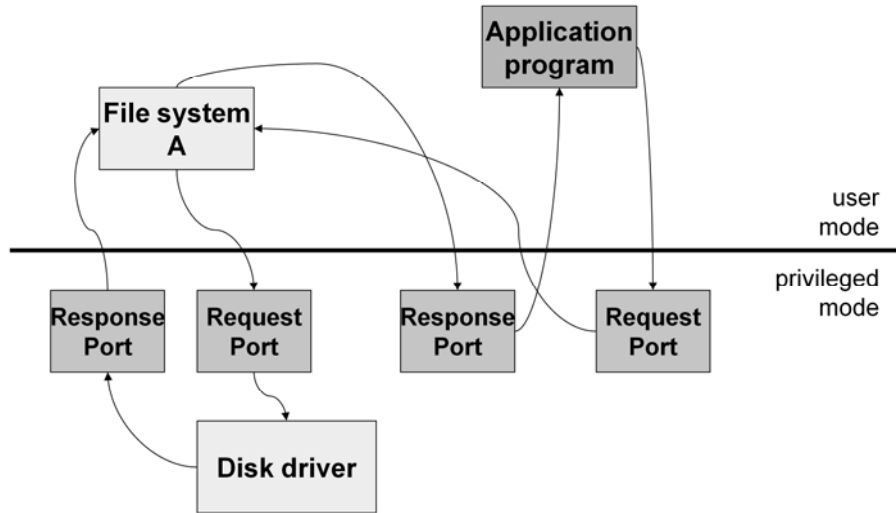 Application
program
File system
A
user
mode
privileged
mode
Response
Port
Request
Port
Response
Port
Request
Port
Disk driver